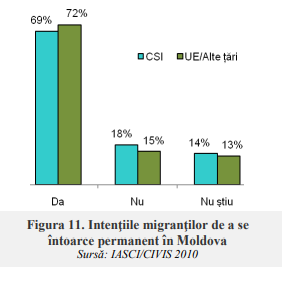 72%
69%
CSI UE/Alte țări
18% 15% 14% 13%
Da Nu Nu știu
Figura 11. Intențiile migranților de a se
întoarce permanent în Moldova
Sursă: IASCI/CIVIS 2010